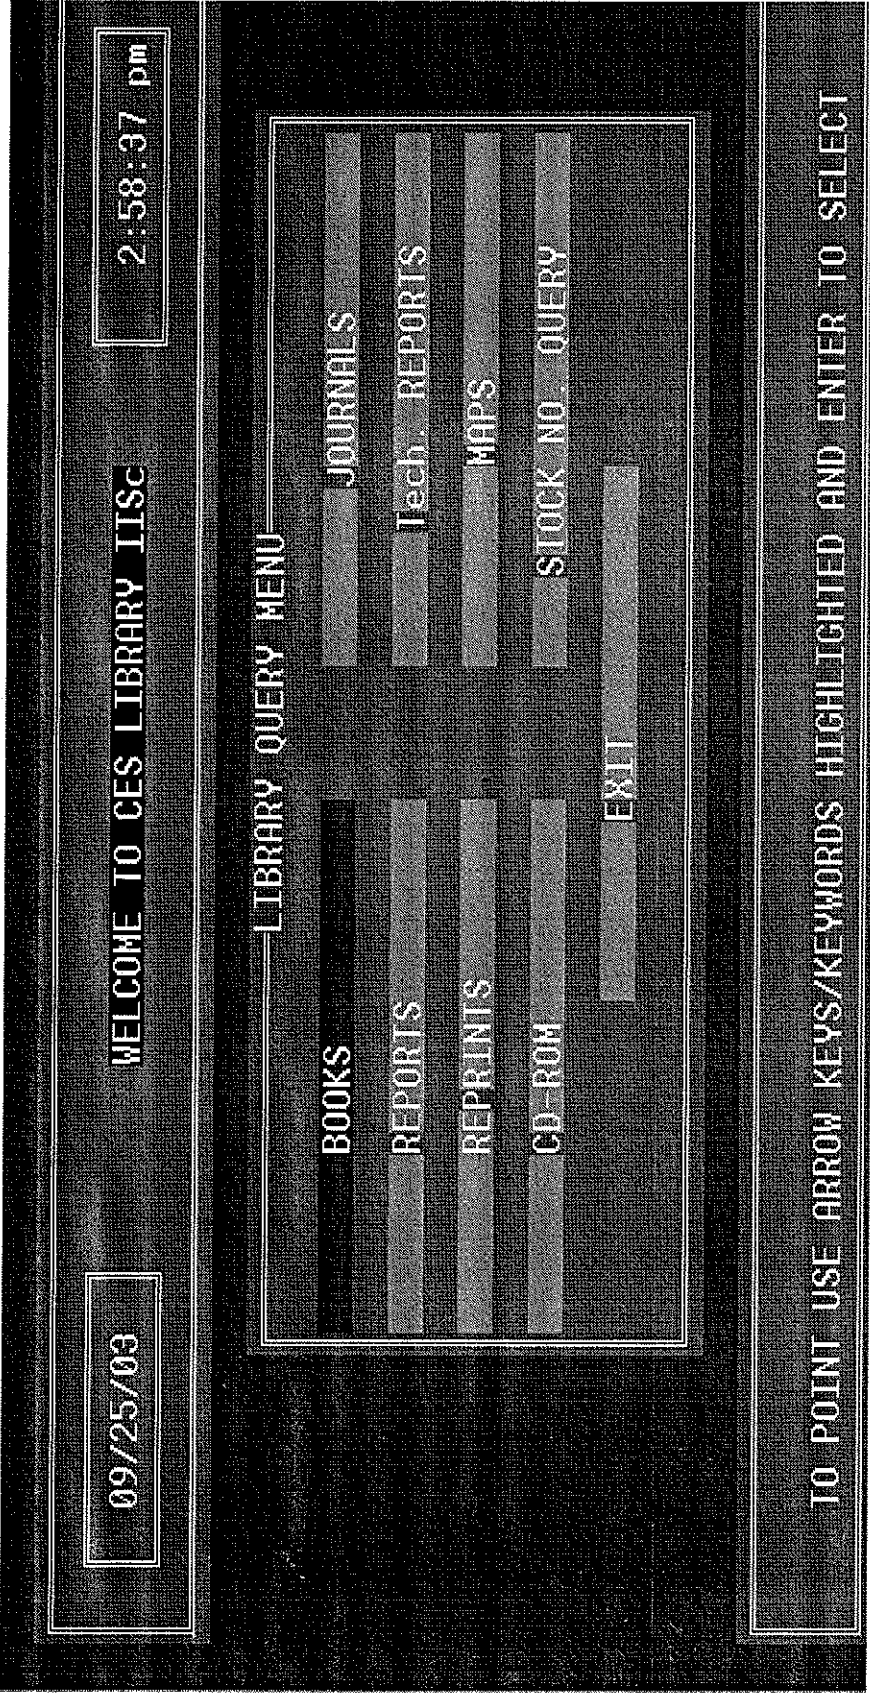 09/25/03 WELCOME TO CES LIBRARY IISc 2:58:37 pm
LIBRARY QUERY MENU
BOOKS JOURNALS
REPORTS Tech. REPORTS
REPRINTS MAPS
CD-ROM STOCK NO. QUERY
EXIT
TO POINT USE ARROW KEYS/KEYWORDS HIGHLIGHTED AND ENTER TO SELECT